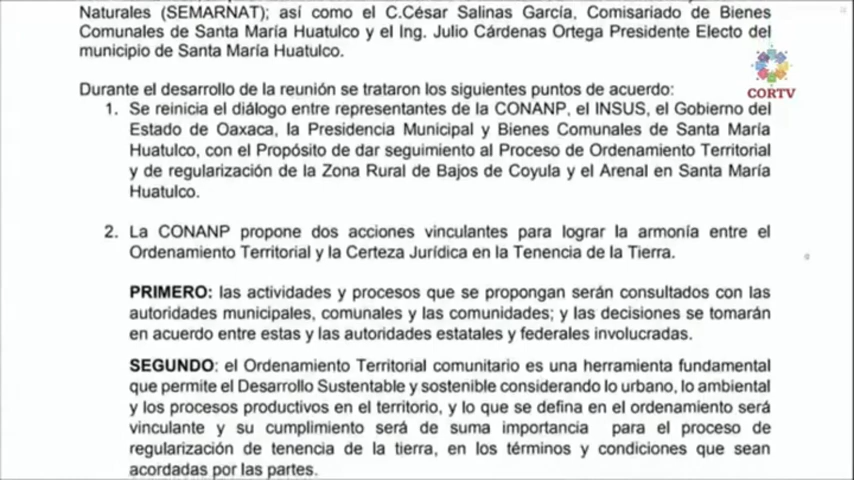 Naturales (SEMARNAT); así como el C.César Salinas García, Comisariado de Bienes
Comunales de Santa María Huatulco y el Ing. Julio Cárdenas Ortega Presidente Electo del
municipio de Santa María Huatulco.
CORTV
Durante el desarrollo de la reunión se trataron los siguientes puntos de acuerdo:
1. Se reinicia el diálogo entre representantes de la CONANP, el INSUS, el Gobierno del
Estado de Oaxaca, la Presidencia Municipal y Bienes Comunales de Santa María
Huatulco, con el Propósito de dar seguimiento al Proceso de Ordenamiento Territorial
y de regularización de la Zona Rural de Bajos de Coyula y el Arenal en Santa María
Huatulco.
2. La CONANP propone dos acciones vinculantes para lograr la armonía entre el
Ordenamiento Territorial y la Certeza Jurídica en la Tenencia de la Tierra.
PRIMERO: las actividades y procesos que se propongan serán consultados con las
autoridades municipales, comunales y las comunidades; y las decisiones se tomarán
en acuerdo entre estas y las autoridades estatales y federales involucradas.
SEGUNDO: el Ordenamiento Territorial comunitario es una herramienta fundamental
que permite el Desarrollo Sustentable y sostenible considerando lo urbano, lo ambiental
y los procesos productivos en el territorio, y lo que se defina en el ordenamiento será
vinculante y su cumplimiento será de suma importancia para el proceso de
regularización de tenencia de la tierra, en los términos y condiciones que sean
acordadas por las partes.